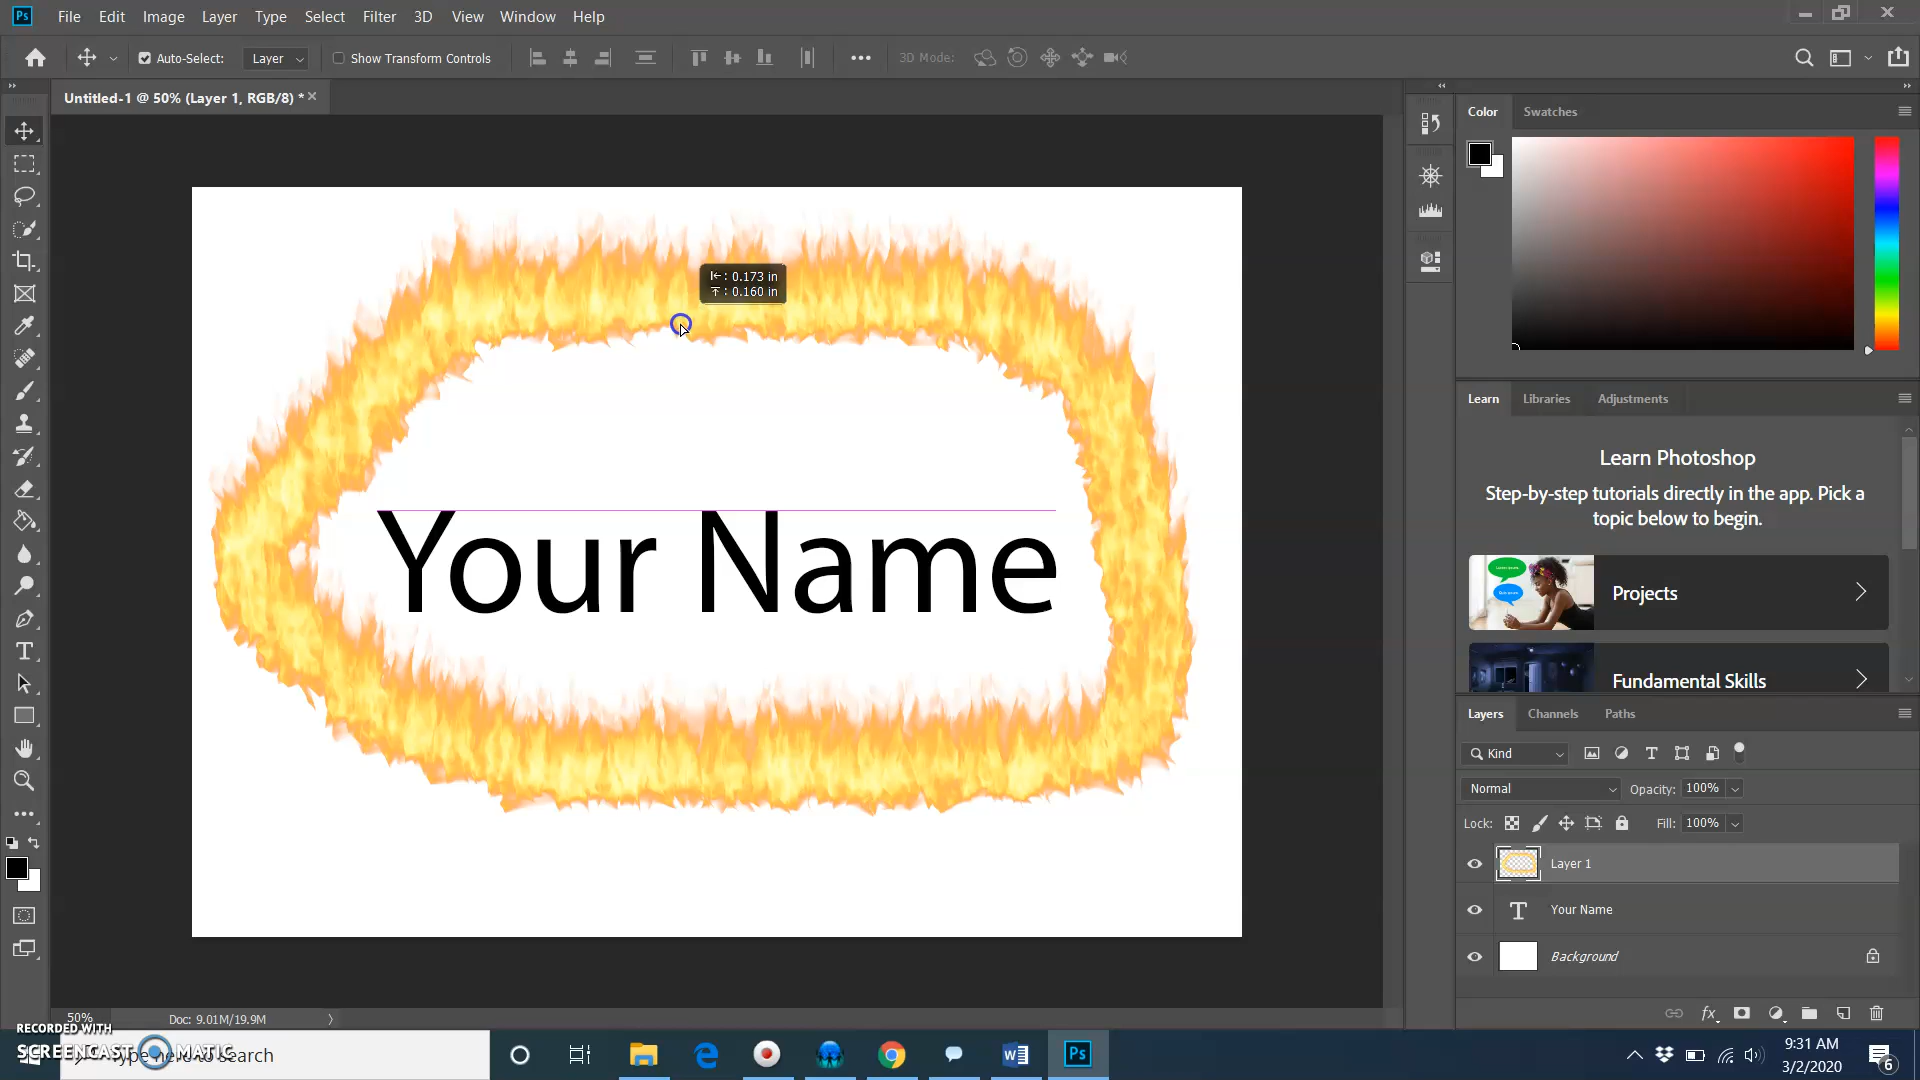 Ps File Edit Image Layer Type Select Filter 3D View Window Help
Auto-Select: Layer Show Transform Controls 3D Mode:
Untitled-1 @ 50% (Layer 1, RGB/8) *
Color Swatches
: 0.173 in
: 0.160 in
Your Name
Learn Libraries Adjustments
Learn Photoshop
Step-by-step tutorials directly in the app. Pick a
topic below to begin.
Projects
Fundamental Skills
Layers Channels Paths
Kind
Normal Opacity: 100%
Lock: Fill: 100%
Layer 1
Your Name
Background
50% Doc: 9.01M/19.9M
RECORDED WITH
SCREENCAST MATIC
Type here to search
Ps
9:31 AM
3/2/2020
6